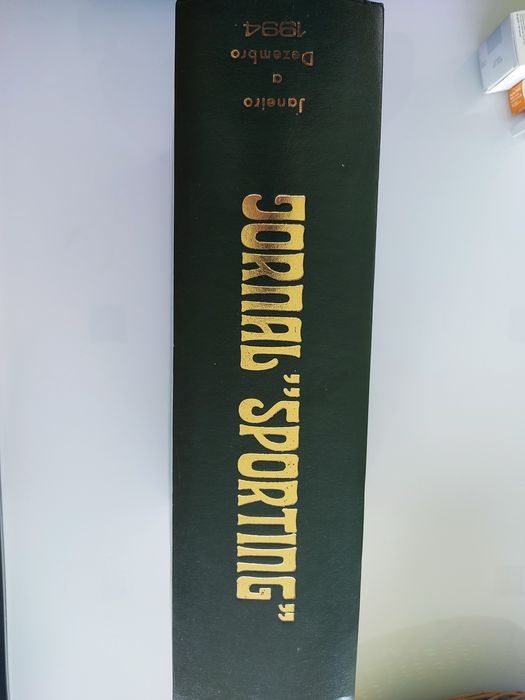 JORNAL "SPORTING"
Janeiro
a
Dezembro
1994